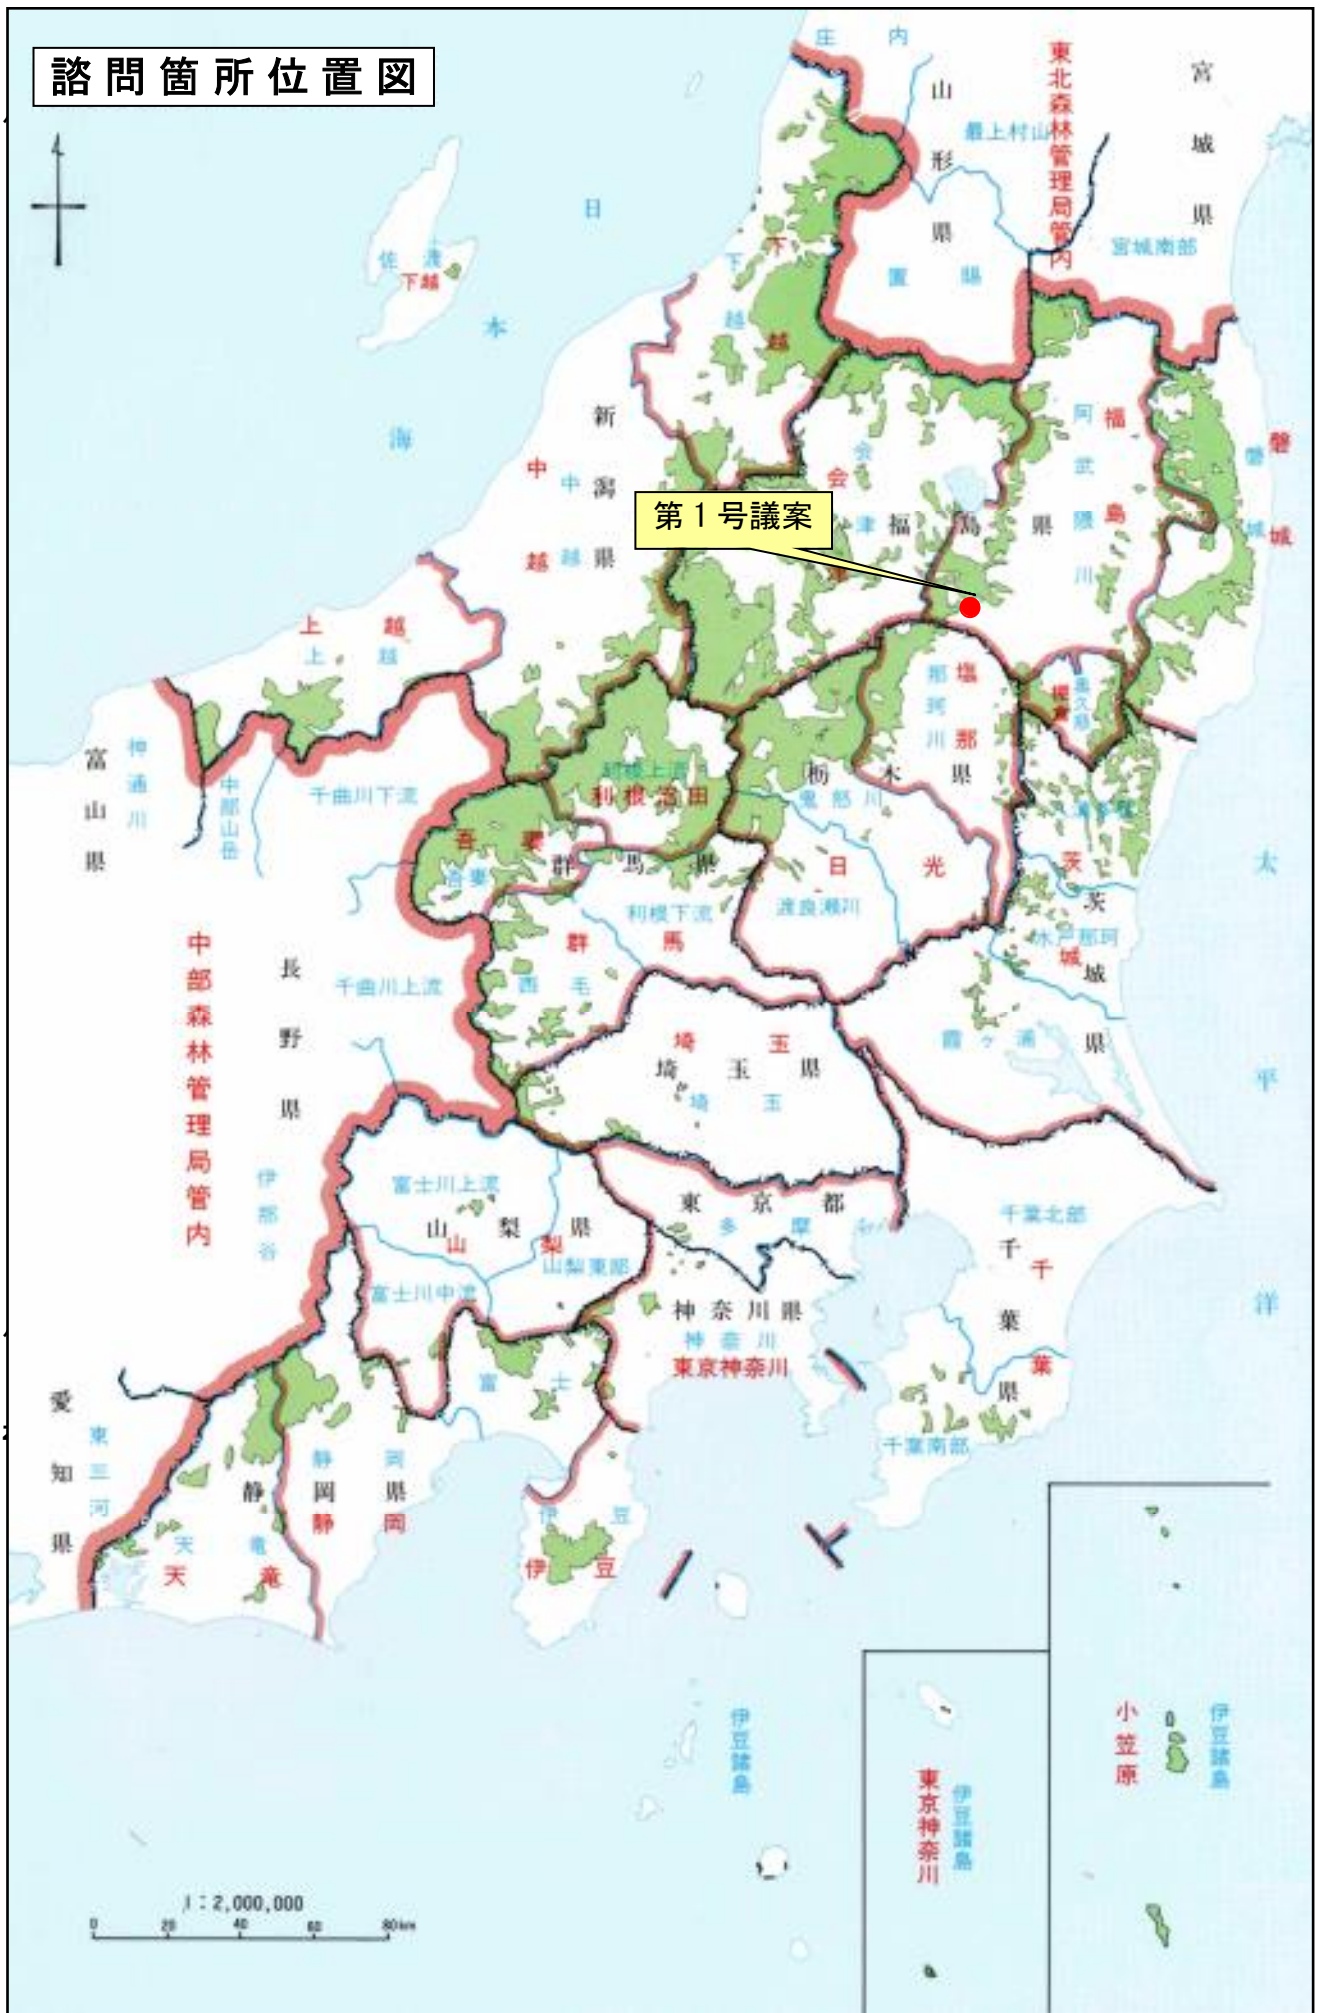 諮問箇所位置図
庄内
山形県
東北森林管理局管内
宮城県
最上村山
宮城南部
置賜
日本海
佐渡
下越
下越
下越
新潟県
中越
中越
会津
会津
福島県
阿武隈川
福島
磐城
磐城
第1号議案
上越
上越
富山県
神通川
中部山岳
千曲川下流
利根上流
利根沼田
吾妻
吾妻
群馬県
那珂川
塩那
栃木県
鬼怒川
日光
渡良瀬川
利根下流
群馬
西毛
茨城
茨城県
水戸那珂
霞ヶ浦
太平洋
中部森林管理局管内
長野県
千曲川上流
伊那谷
埼玉
埼玉県
埼玉
富士川上流
山梨県
山梨
山梨東部
富士川中流
東京都
多摩
神奈川県
神奈川
東京神奈川
千葉北部
千葉県
千葉
千葉南部
愛知県
東三河
静岡県
静岡
静岡
富士
天竜
天竜
伊豆
伊豆
伊豆諸島
東京神奈川
伊豆諸島
小笠原
伊豆諸島
1:2,000,000
0 20 40 60 80km